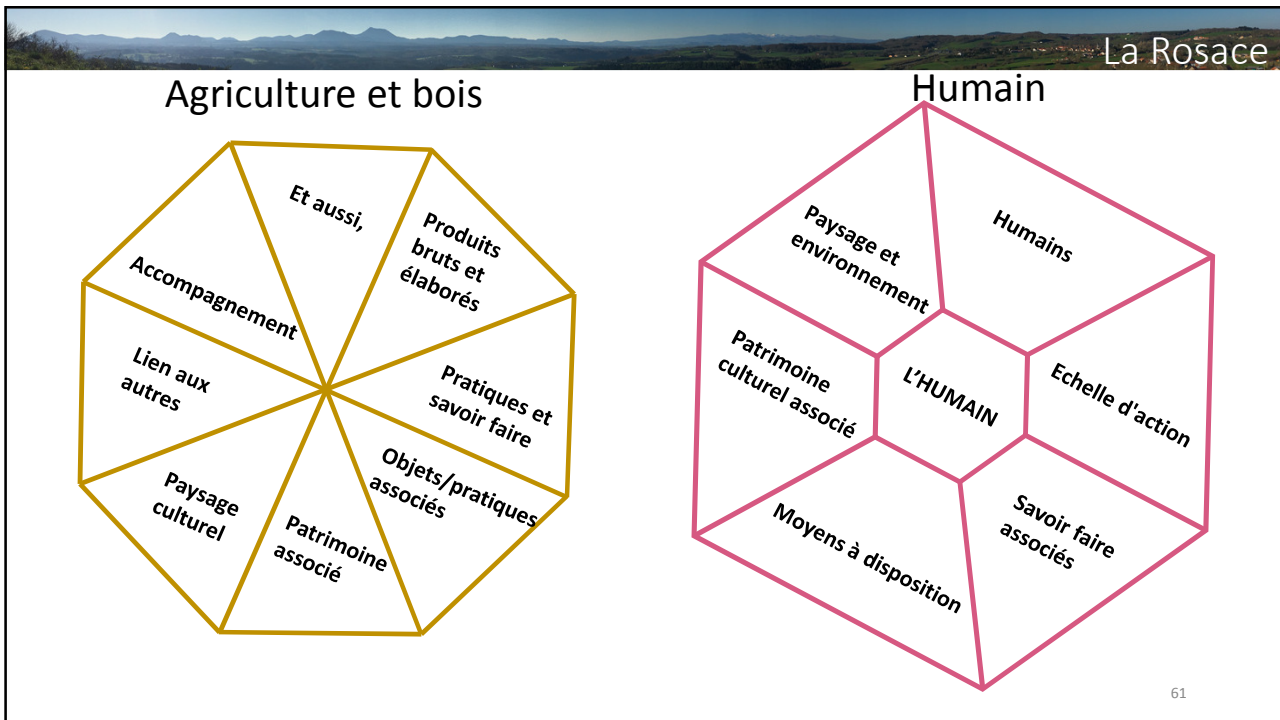 La Rosace
Agriculture et bois
Et aussi,
Produits
bruts et
élaborés
Pratiques et
savoir faire
Objets/pratiques
associés
Patrimoine
associé
Paysage
culturel
Lien aux
autres
Accompagnement
Humain
Humains
Echelle d'action
Savoir faire
associés
Moyens à disposition
Patrimoine
culturel associé
Paysage et
environnement
L'HUMAIN
61